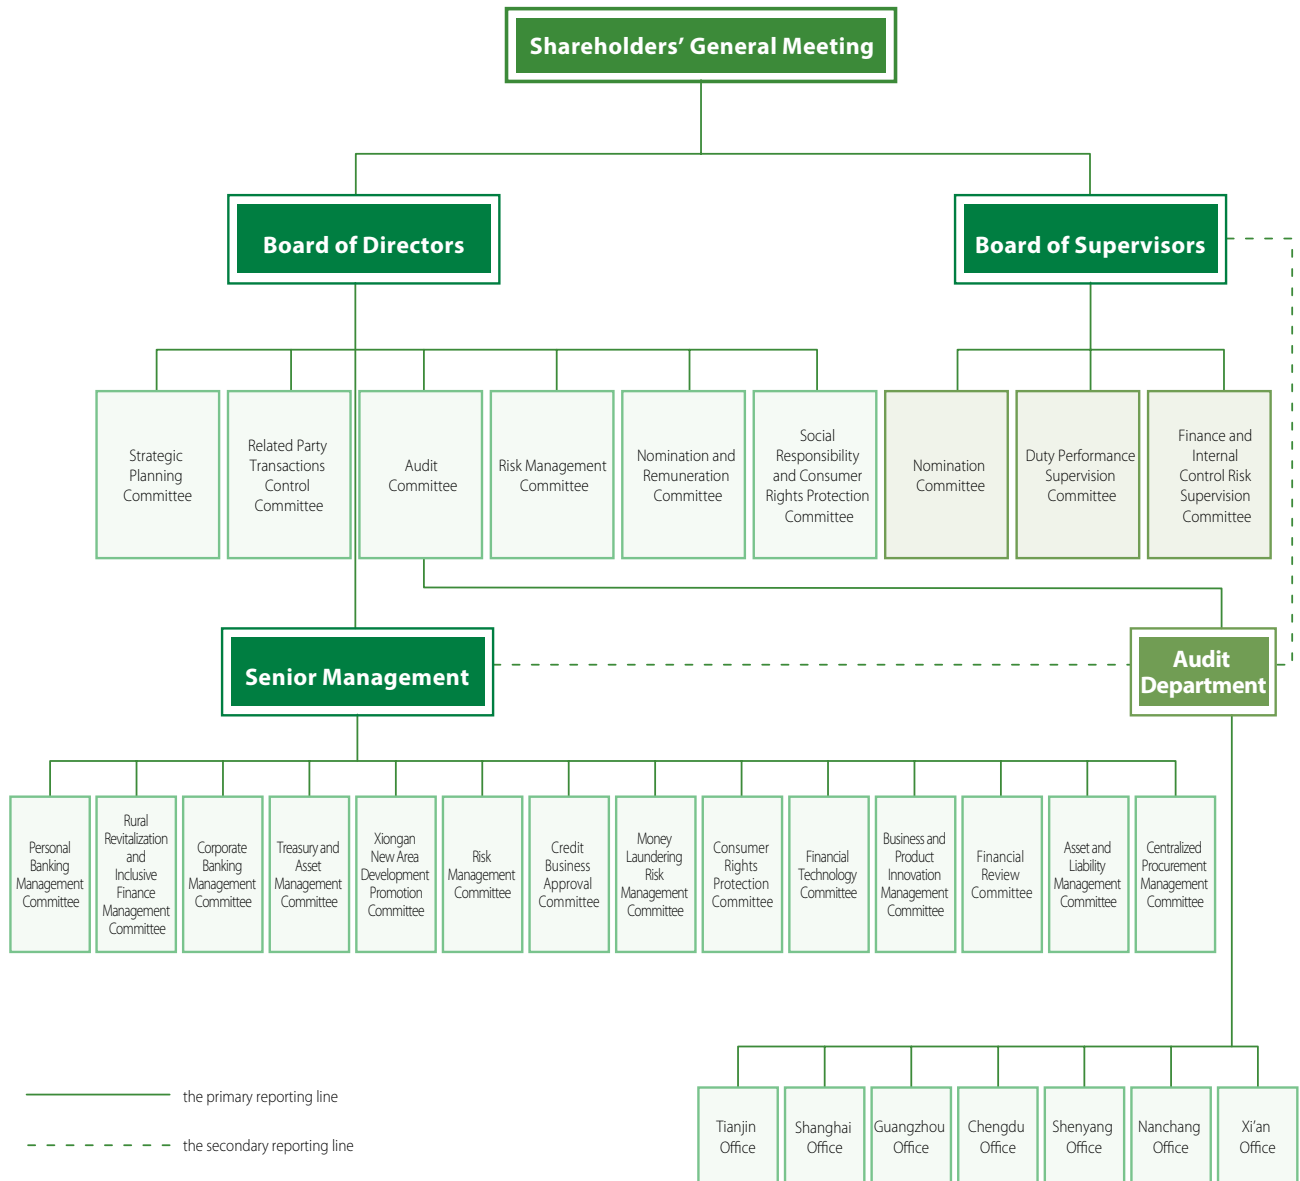 Shareholders’ General Meeting
Board of Directors
Board of Supervisors
Strategic
Planning
Committee
Related Party
Transactions
Control
Committee
Audit
Committee
Risk Management
Committee
Nomination and
Remuneration
Committee
Social
Responsibility
and Consumer
Rights Protection
Committee
Nomination
Committee
Duty Performance
Supervision
Committee
Finance and
Internal
Control Risk
Supervision
Committee
Senior Management
Audit
Department
Personal
Banking
Management
Committee
Rural
Revitalization
and
Inclusive
Finance
Management
Committee
Corporate
Banking
Management
Committee
Treasury and
Asset
Management
Committee
Xiongan
New Area
Development
Promotion
Committee
Risk
Management
Committee
Credit
Business
Approval
Committee
Money
Laundering
Risk
Management
Committee
Consumer
Rights
Protection
Committee
Financial
Technology
Committee
Business and
Product
Innovation
Management
Committee
Financial
Review
Committee
Asset and
Liability
Management
Committee
Centralized
Procurement
Management
Committee
the primary reporting line
the secondary reporting line
Tianjin
Office
Shanghai
Office
Guangzhou
Office
Chengdu
Office
Shenyang
Office
Nanchang
Office
Xi’an
Office